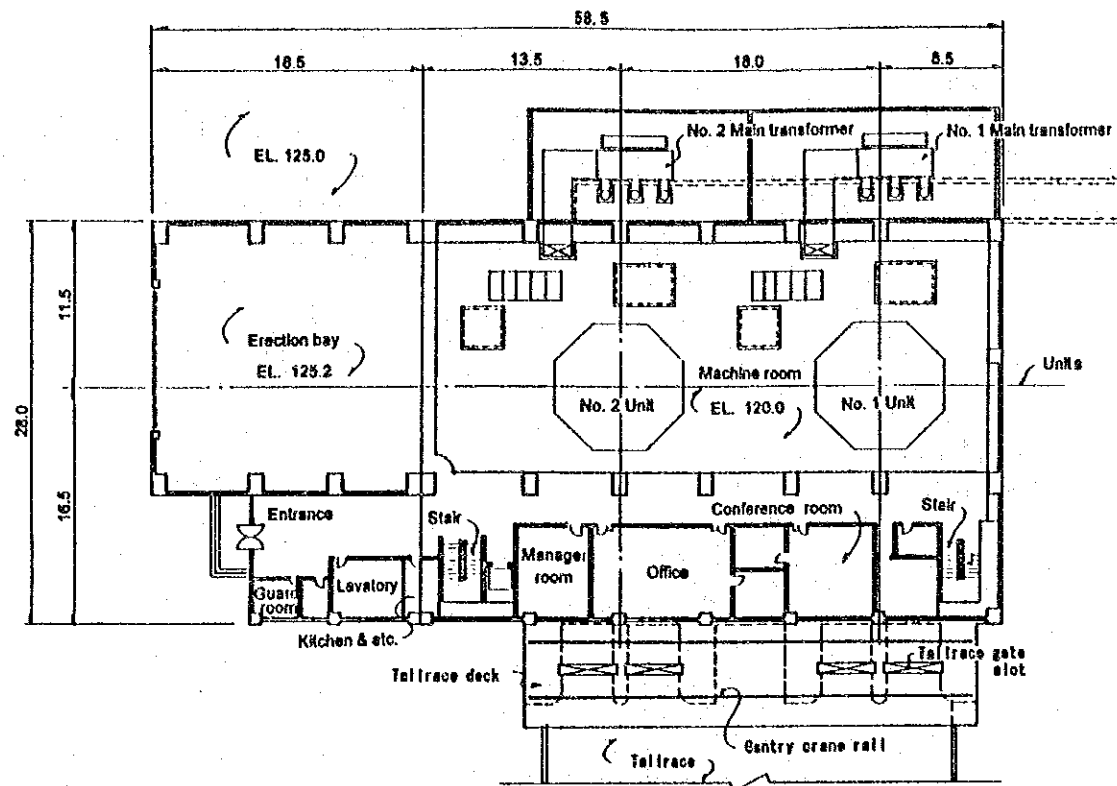 58.5
18.5
13.5
18.0
8.5
No. 2 Main transformer
No. 1 Main transformer
EL. 125.0
28.0
11.5
16.5
Erection bay
EL. 125.2
Machine room
Units
No. 2 Unit
EL. 120.0
No. 1 Unit
Entrance
Stair
Conference room
Stair
Manager
room
Office
Lavatory
Guard
room
Kitchen & etc.
Tailrace deck
Tailrace gate
slot
Gantry crane rail
Tailrace